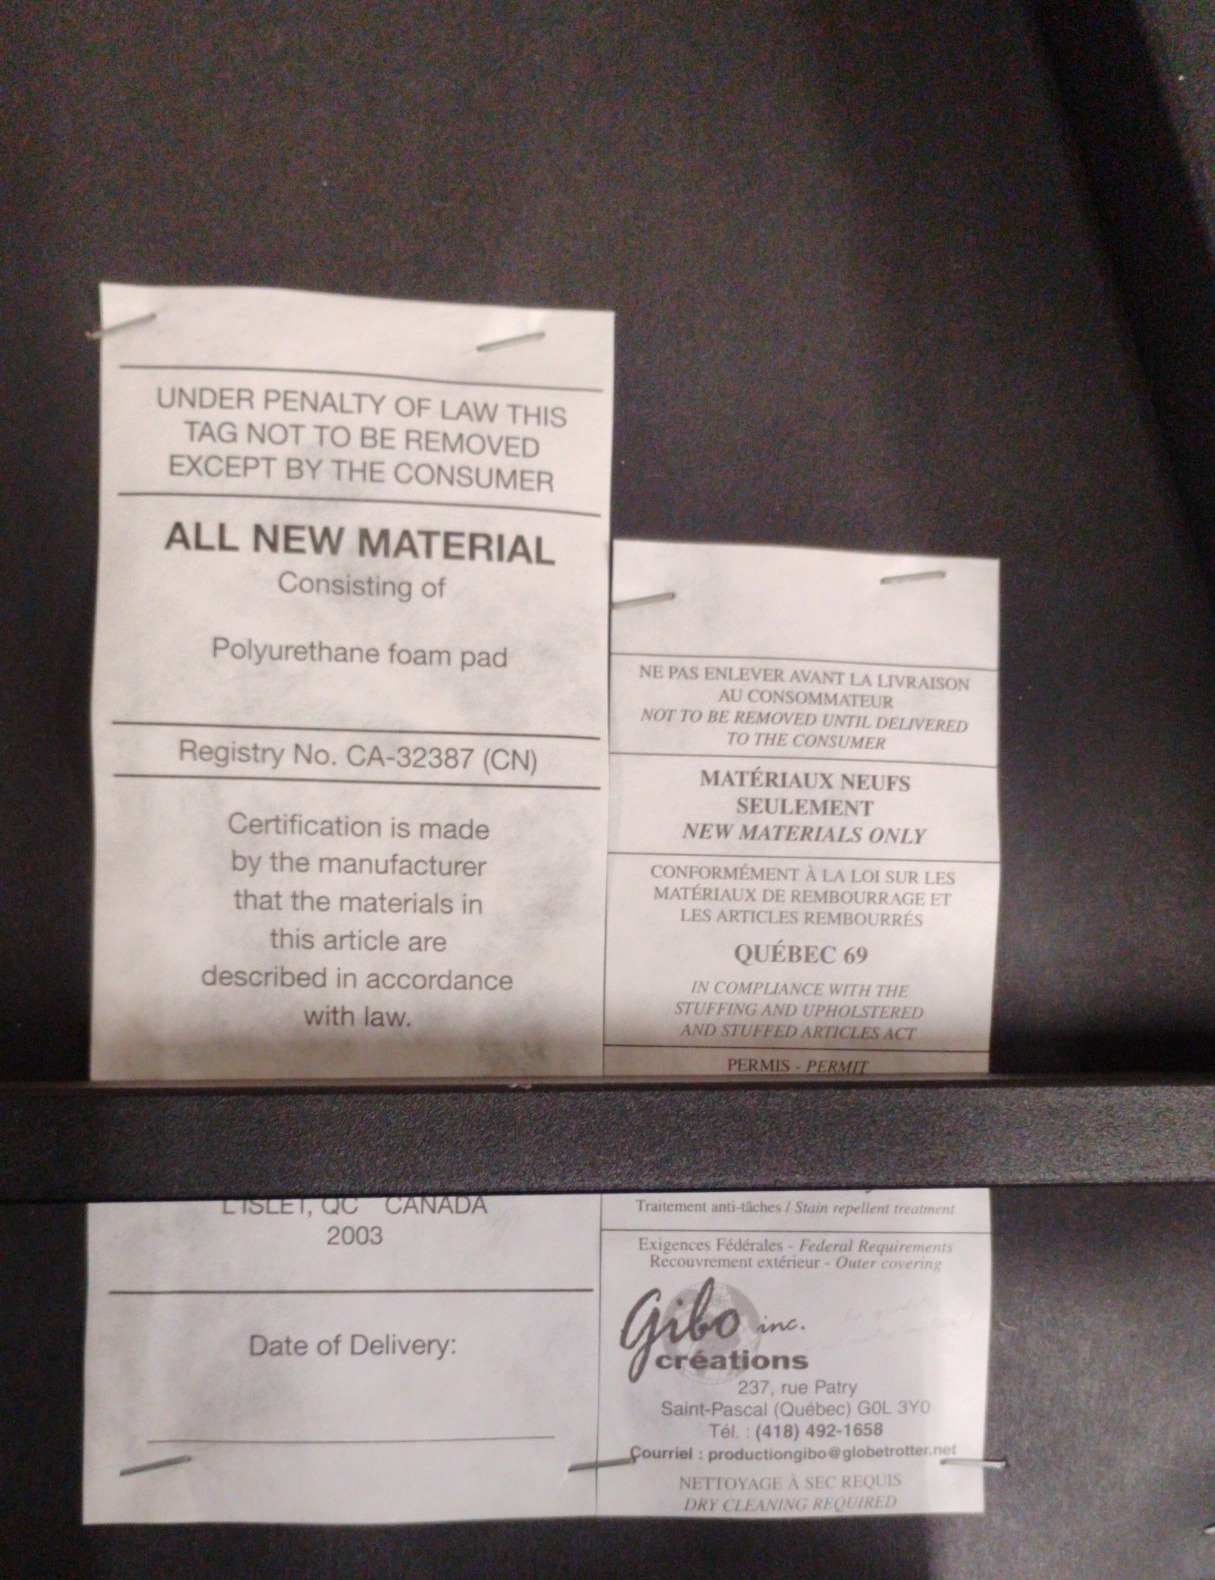 UNDER PENALTY OF LAW THIS
TAG NOT TO BE REMOVED
EXCEPT BY THE CONSUMER
ALL NEW MATERIAL
Consisting of
Polyurethane foam pad
Registry No. CA-32387 (CN)
Certification is made
by the manufacturer
that the materials in
this article are
described in accordance
with law.
L'ISLET, QC CANADA
2003
Date of Delivery:
NE PAS ENLEVER AVANT LA LIVRAISON
AU CONSOMMATEUR
NOT TO BE REMOVED UNTIL DELIVERED
TO THE CONSUMER
MATÉRIAUX NEUFS
SEULEMENT
NEW MATERIALS ONLY
CONFORMÉMENT À LA LOI SUR LES
MATÉRIAUX DE REMBOURRAGE ET
LES ARTICLES REMBOURRÉS
QUÉBEC 69
IN COMPLIANCE WITH THE
STUFFING AND UPHOLSTERED
AND STUFFED ARTICLES ACT
PERMIS - PERMIT
Traitement anti-tâches / Stain repellent treatment
Exigences Fédérales - Federal Requirements
Recouvrement extérieur - Outer covering
Gibo inc.
créations
237, rue Patry
Saint-Pascal (Québec) G0L 3Y0
Tél. : (418) 492-1658
Courriel : productiongibo@globetrotter.net
NETTOYAGE À SEC REQUIS
DRY CLEANING REQUIRED